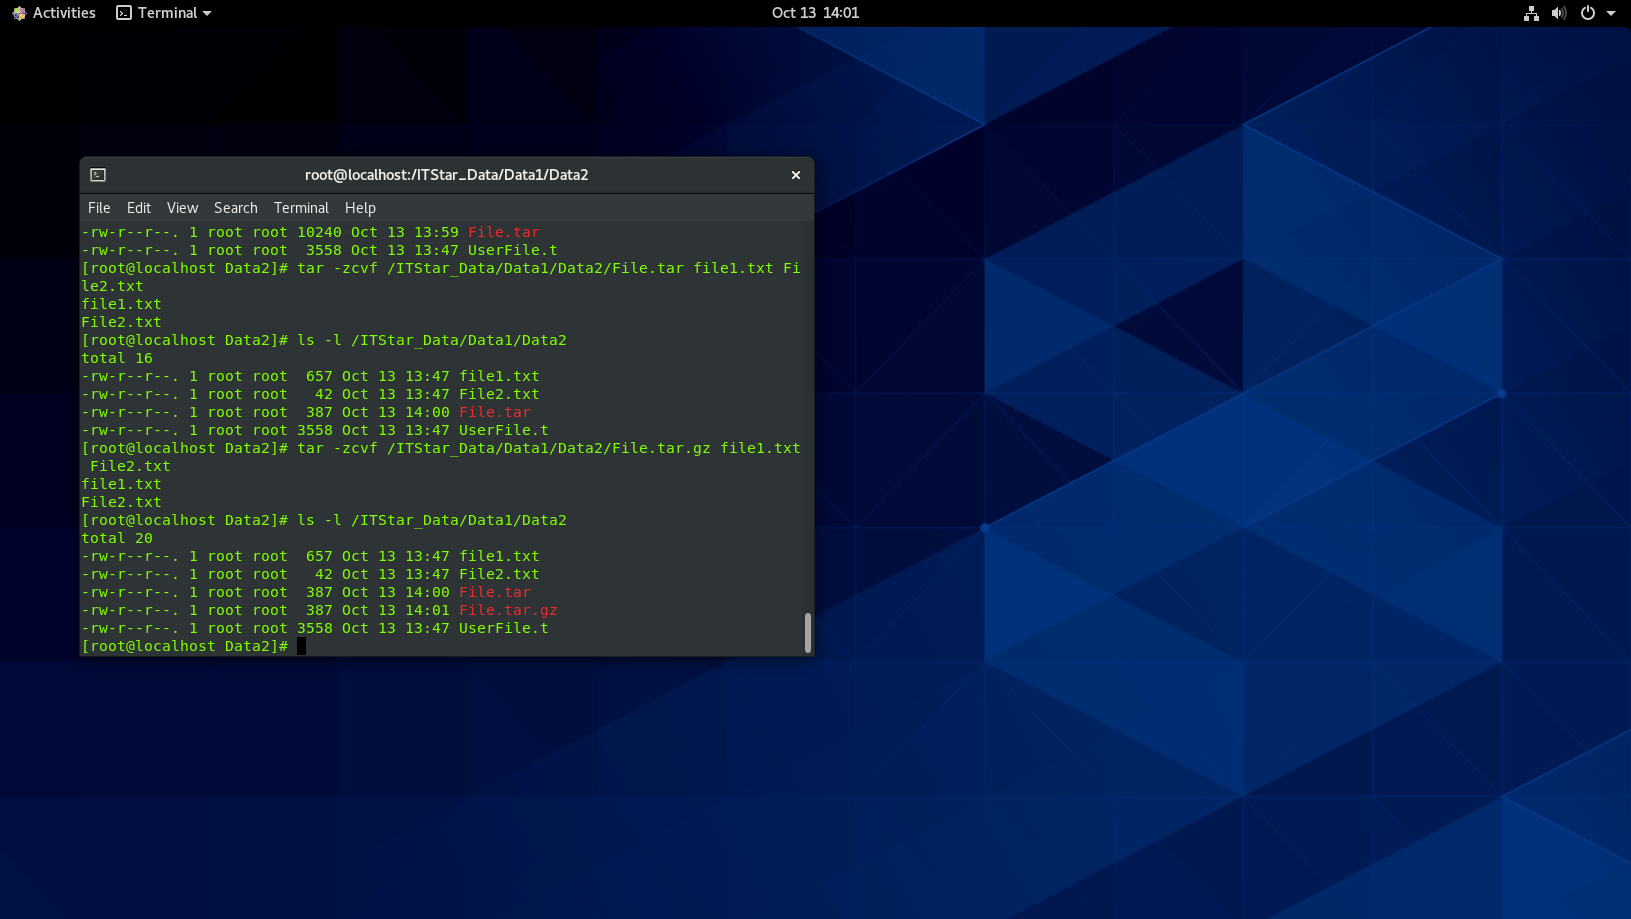 Activities Terminal Oct 13 14:01
root@localhost:/ITStar_Data/Data1/Data2
File Edit View Search Terminal Help
-rw-r--r--. 1 root root 10240 Oct 13 13:59 File.tar
-rw-r--r--. 1 root root  3558 Oct 13 13:47 UserFile.t
[root@localhost Data2]# tar -zcvf /ITStar_Data/Data1/Data2/File.tar file1.txt Fi
le2.txt
file1.txt
File2.txt
[root@localhost Data2]# ls -l /ITStar_Data/Data1/Data2
total 16
-rw-r--r--. 1 root root  657 Oct 13 13:47 file1.txt
-rw-r--r--. 1 root root   42 Oct 13 13:47 File2.txt
-rw-r--r--. 1 root root  387 Oct 13 14:00 File.tar
-rw-r--r--. 1 root root 3558 Oct 13 13:47 UserFile.t
[root@localhost Data2]# tar -zcvf /ITStar_Data/Data1/Data2/File.tar.gz file1.txt
 File2.txt
file1.txt
File2.txt
[root@localhost Data2]# ls -l /ITStar_Data/Data1/Data2
total 20
-rw-r--r--. 1 root root  657 Oct 13 13:47 file1.txt
-rw-r--r--. 1 root root   42 Oct 13 13:47 File2.txt
-rw-r--r--. 1 root root  387 Oct 13 14:00 File.tar
-rw-r--r--. 1 root root  387 Oct 13 14:01 File.tar.gz
-rw-r--r--. 1 root root 3558 Oct 13 13:47 UserFile.t
[root@localhost Data2]#